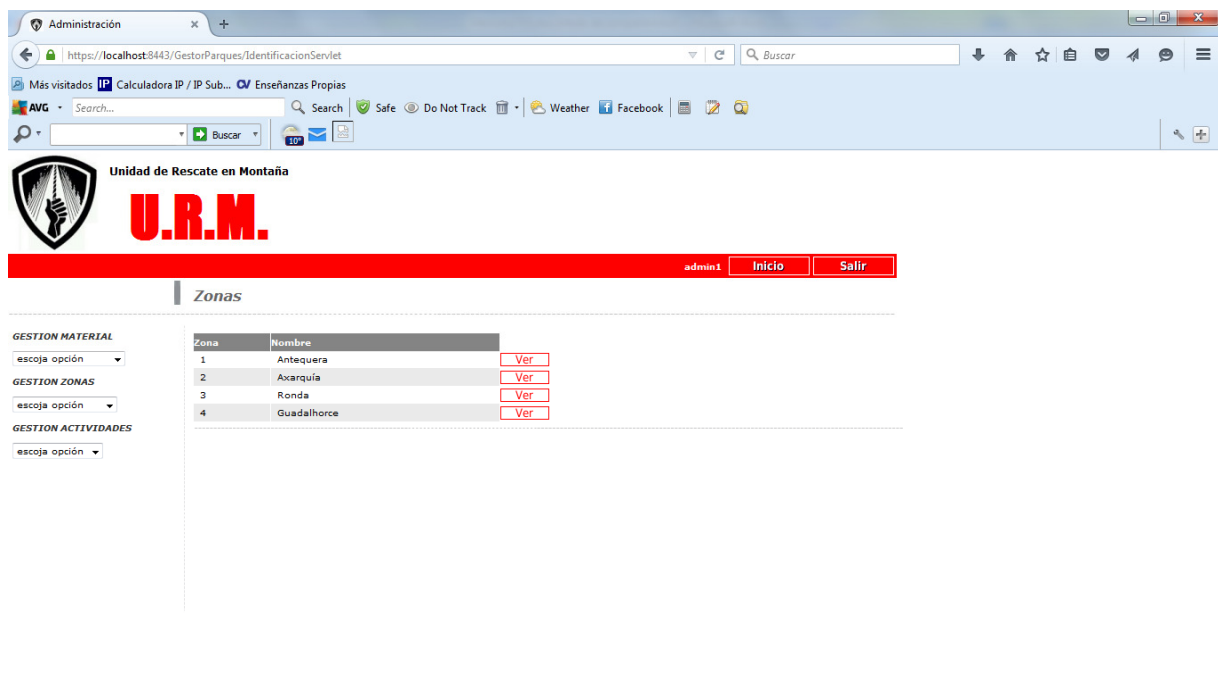 Administración
https://localhost:8443/GestorParques/IdentificacionServlet
Buscar
Más visitados IP Calculadora IP / IP Sub... CV Enseñanzas Propias
AVG Search... Search Safe Do Not Track Weather Facebook
Buscar 10°
Unidad de Rescate en Montaña
U.R.M.
admin1 Inicio Salir
Zonas
GESTION MATERIAL
escoja opción
GESTION ZONAS
escoja opción
GESTION ACTIVIDADES
escoja opción
Zona Nombre
1 Antequera Ver
2 Axarquía Ver
3 Ronda Ver
4 Guadalhorce Ver